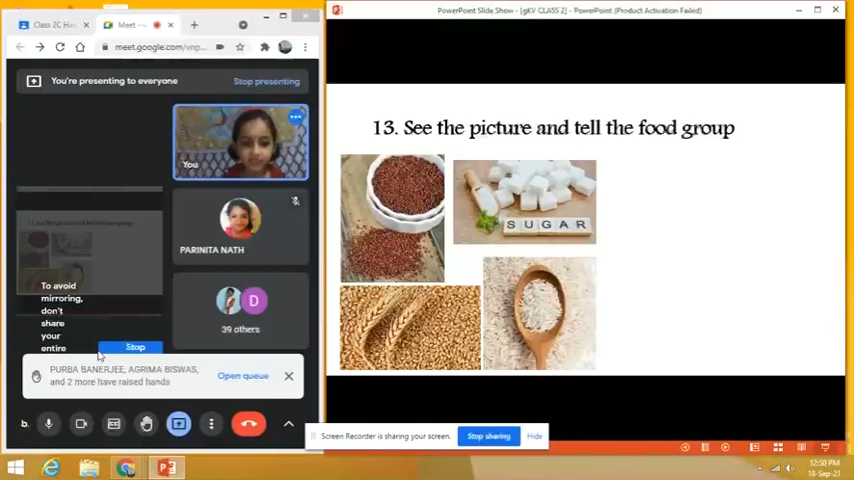 Class 2C Hav
Meet -
PowerPoint Slide Show - [gKV CLASS 2] - PowerPoint (Product Activation Failed)
meet.google.com/vnp...
You're presenting to everyone
Stop presenting
You
PARINITA NATH
D
39 others
To avoid
mirroring,
don't
share
your
entire
Stop
PURBA BANERJEE, AGRIMA BISWAS,
and 2 more have raised hands
Open queue
b.
13. See the picture and tell the food group
SUGAR
Screen Recorder is sharing your screen.
Stop sharing
Hide
12:50 PM
18-Sep-21